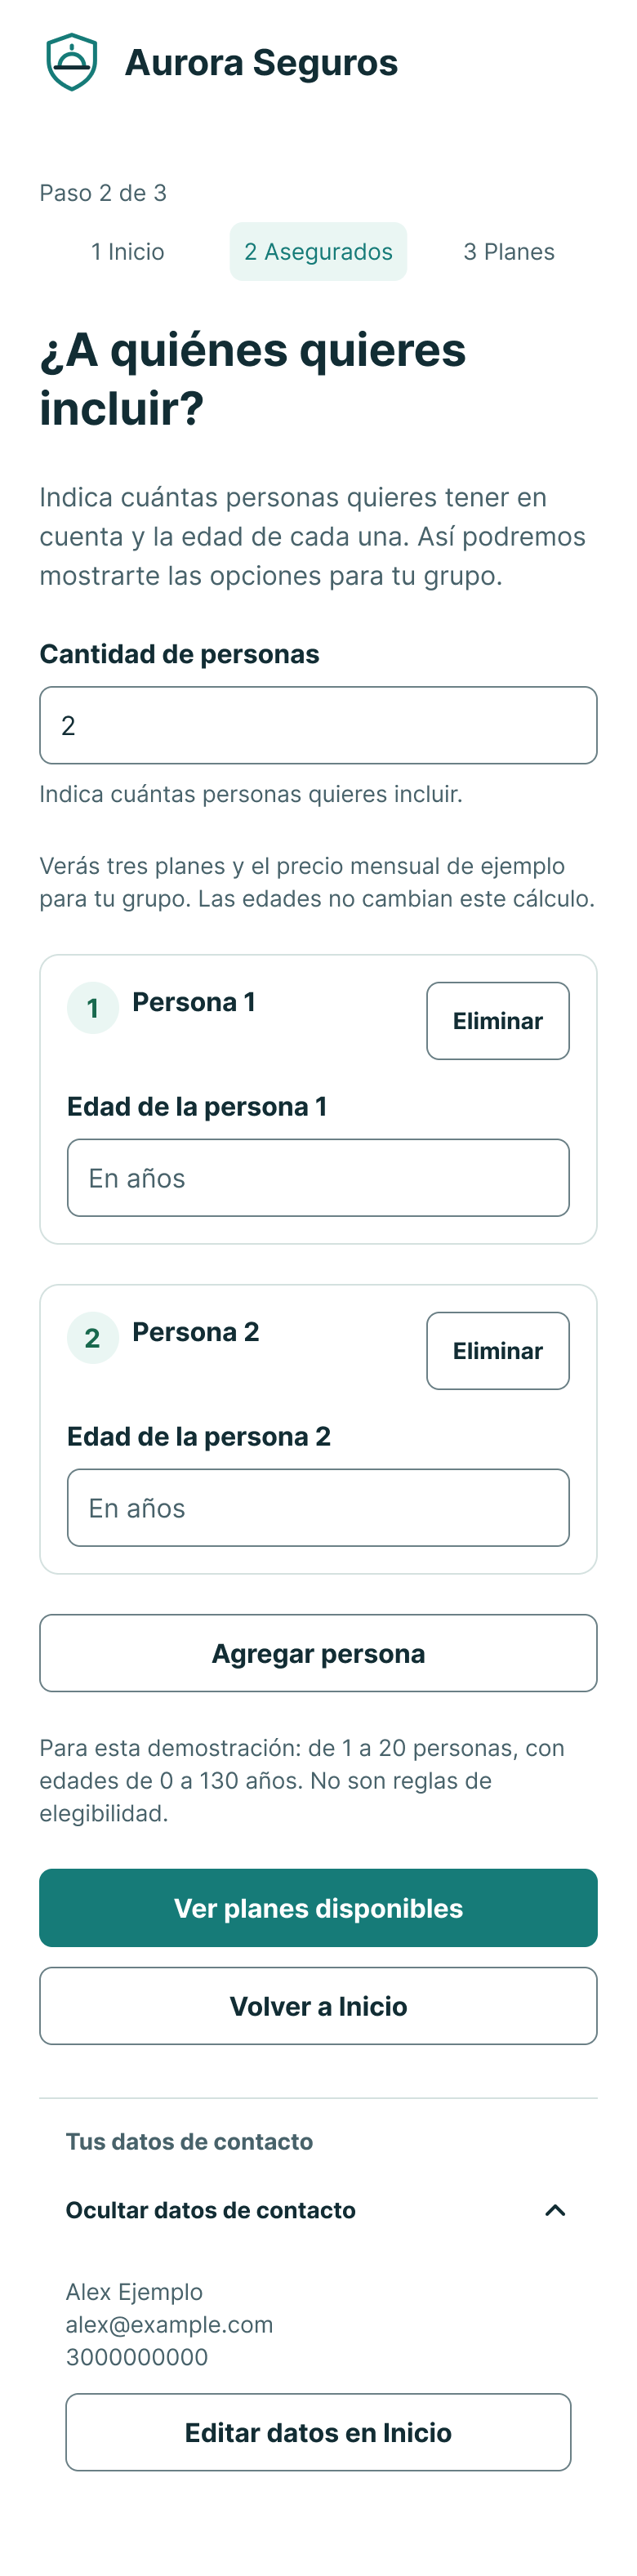 Aurora Seguros
Paso 2 de 3
1 Inicio
2 Asegurados
3 Planes
¿A quiénes quieres
incluir?
Indica cuántas personas quieres tener en
cuenta y la edad de cada una. Así podremos
mostrarte las opciones para tu grupo.
Cantidad de personas
2
Indica cuántas personas quieres incluir.
Verás tres planes y el precio mensual de ejemplo
para tu grupo. Las edades no cambian este cálculo.
1
Persona 1
Eliminar
Edad de la persona 1
En años
2
Persona 2
Eliminar
Edad de la persona 2
En años
Agregar persona
Para esta demostración: de 1 a 20 personas, con
edades de 0 a 130 años. No son reglas de
elegibilidad.
Ver planes disponibles
Volver a Inicio
Tus datos de contacto
Ocultar datos de contacto
Alex Ejemplo
alex@example.com
3000000000
Editar datos en Inicio